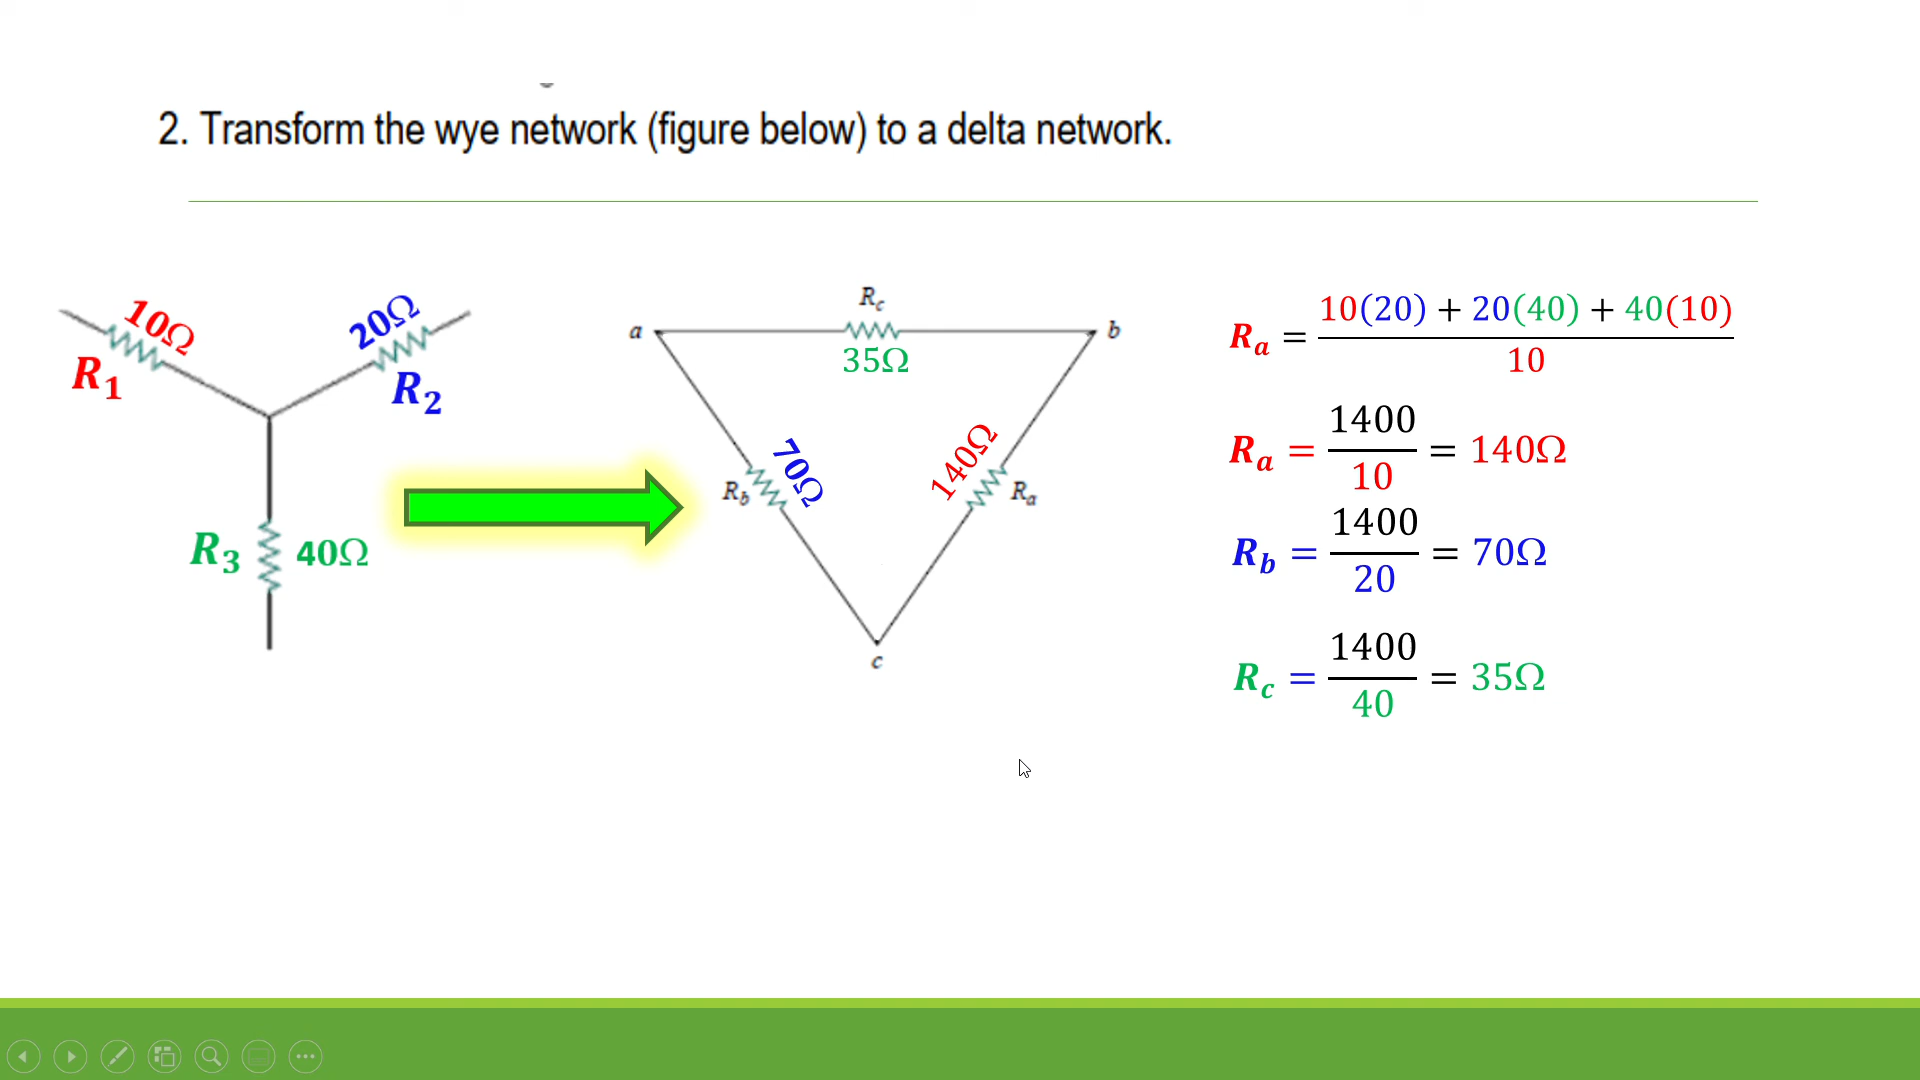 2. Transform the wye network (figure below) to a delta network.
10Ω
R1
20Ω
R2
R3
40Ω
Rc
a
b
35Ω
Rb
70Ω
140Ω
Ra
c
Ra = 10(20) + 20(40) + 40(10) / 10
Ra = 1400 / 10 = 140Ω
Rb = 1400 / 20 = 70Ω
Rc = 1400 / 40 = 35Ω